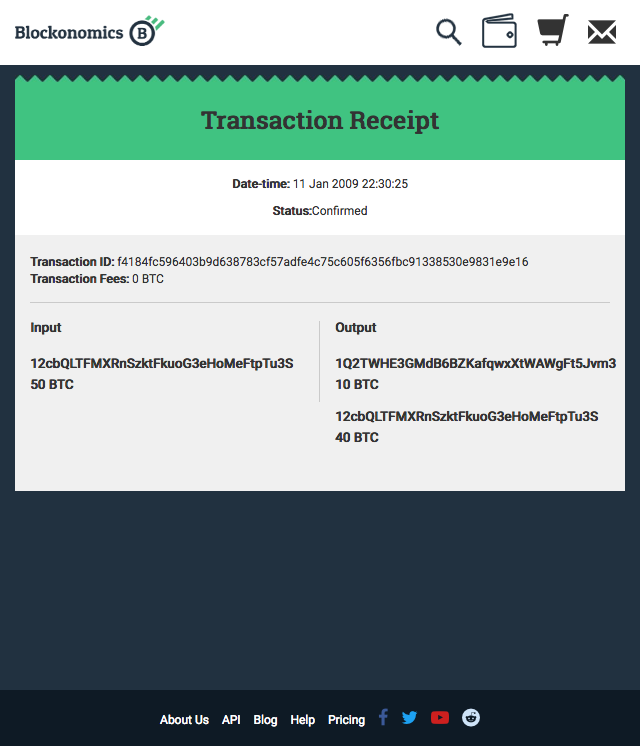 Blockonomics B
Transaction Receipt
Date-time: 11 Jan 2009 22:30:25
Status:Confirmed
Transaction ID: f4184fc596403b9d638783cf57adfe4c75c605f6356fbc91338530e9831e9e16
Transaction Fees: 0 BTC
Input
12cbQLTFMXRnSzktFkuoG3eHoMeFtpTu3S
50 BTC
Output
1Q2TWHE3GMdB6BZKafqwxXtWAWgFt5Jvm3
10 BTC
12cbQLTFMXRnSzktFkuoG3eHoMeFtpTu3S
40 BTC
About Us API Blog Help Pricing